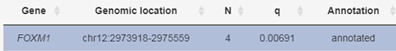 Gene Genomic location N q Annotation
FOXM1 chr12:2973918-2975559 4 0.00691 annotated